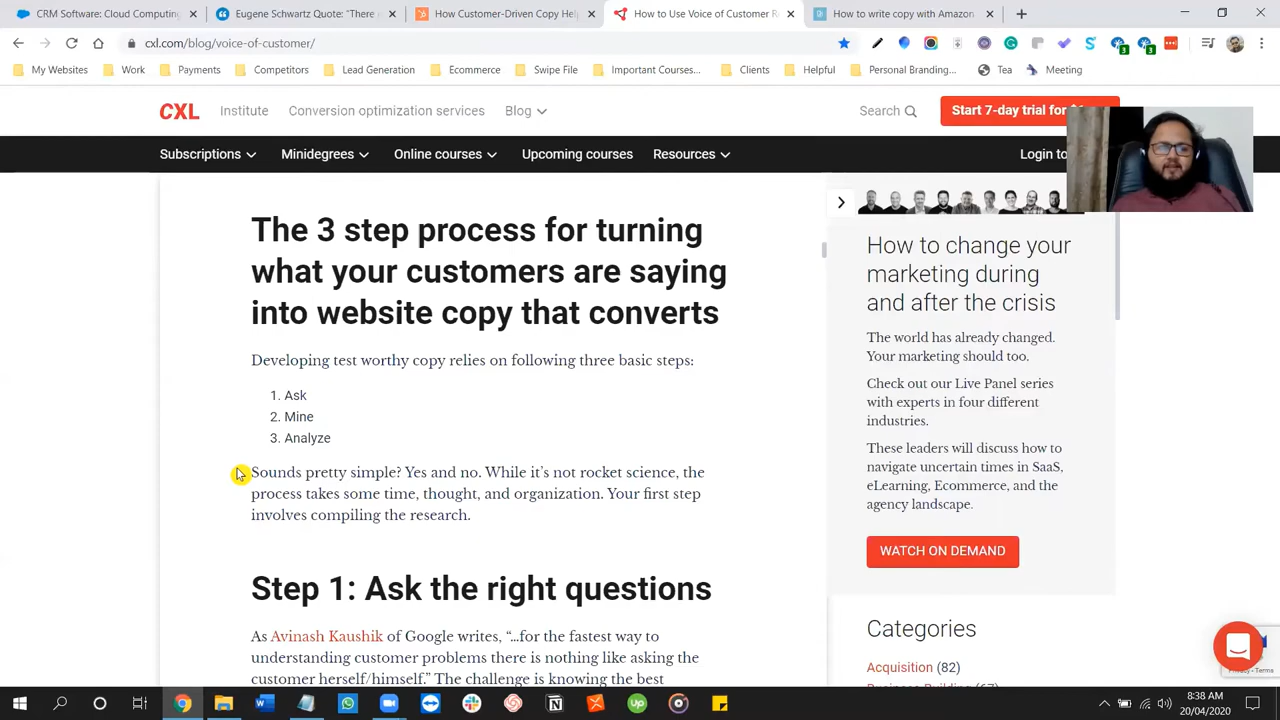 CRM Software: Cloud Computing
Eugene Schwartz Quote: "There
How Customer-Driven Copy Hel
How to Use Voice of Customer R
How to write copy with Amazon
cxl.com/blog/voice-of-customer/
3
3
My Websites
Work
Payments
Competitors
Lead Generation
Ecommerce
Swipe File
Important Courses...
Clients
Helpful
Personal Branding...
Tea
Meeting
CXL
Institute
Conversion optimization services
Blog
Search
Start 7-day trial for
Subscriptions
Minidegrees
Online courses
Upcoming courses
Resources
Login to
The 3 step process for turning
what your customers are saying
into website copy that converts
Developing test worthy copy relies on following three basic steps:
1. Ask
2. Mine
3. Analyze
Sounds pretty simple? Yes and no. While it's not rocket science, the
process takes some time, thought, and organization. Your first step
involves compiling the research.
Step 1: Ask the right questions
As Avinash Kaushik of Google writes, "…for the fastest way to
understanding customer problems there is nothing like asking the
customer herself/himself." The challenge is knowing the best
How to change your
marketing during
and after the crisis
The world has already changed.
Your marketing should too.
Check out our Live Panel series
with experts in four different
industries.
These leaders will discuss how to
navigate uncertain times in SaaS,
eLearning, Ecommerce, and the
agency landscape.
WATCH ON DEMAND
Categories
Acquisition (82)
Privacy - Terms
8:38 AM
20/04/2020